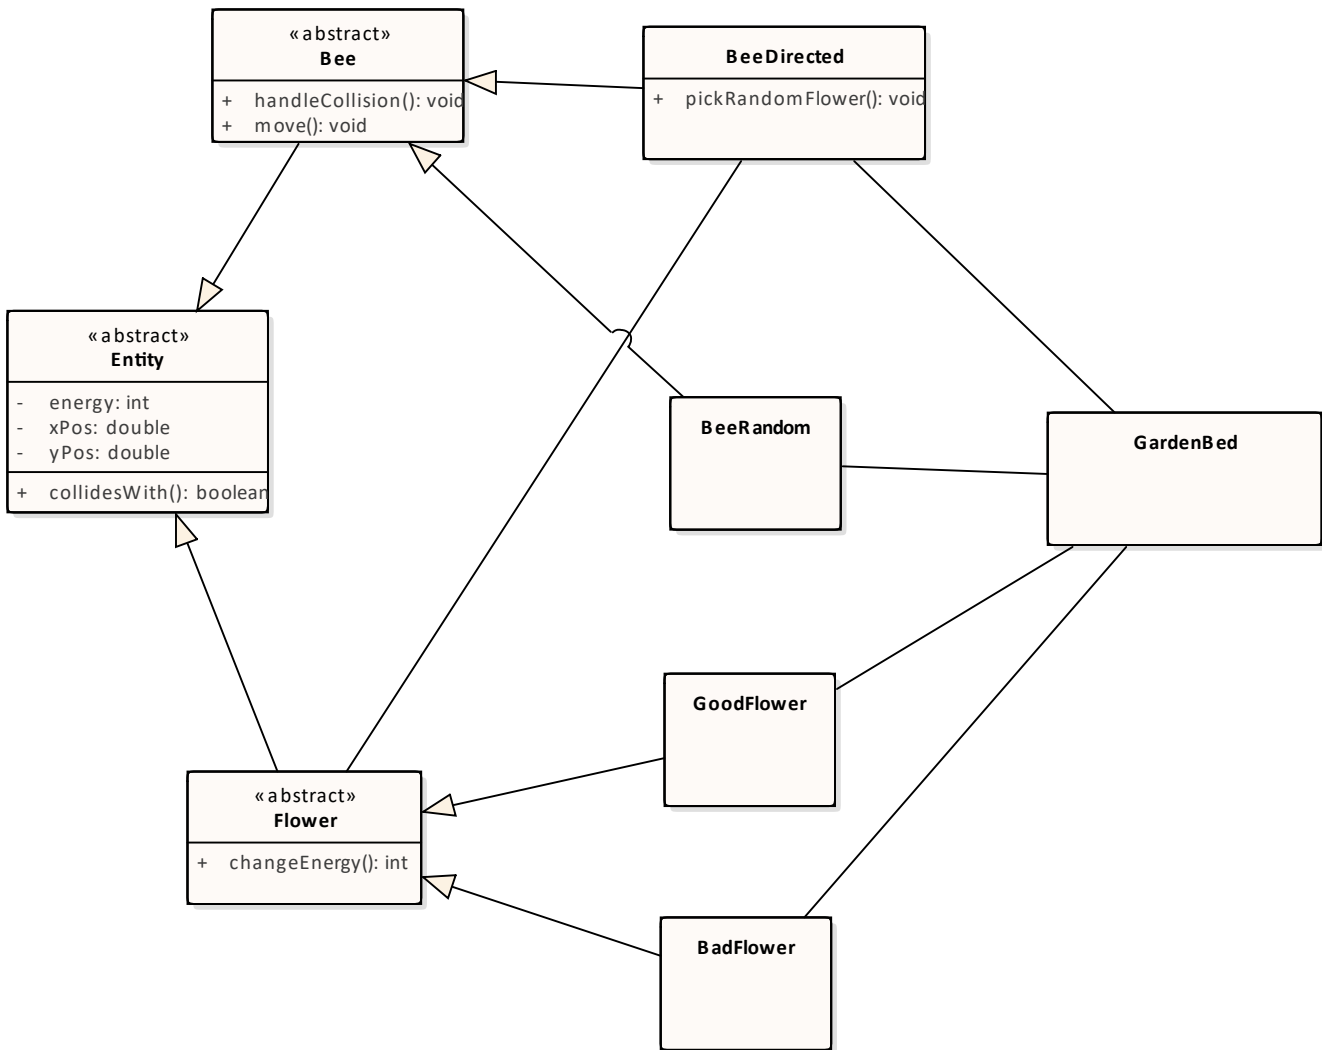 «abstract»
Bee
+ handleCollision(): void
+ move(): void
BeeDirected
+ pickRandomFlower(): void
«abstract»
Entity
- energy: int
- xPos: double
- yPos: double
+ collidesWith(): boolean
BeeRandom
GardenBed
GoodFlower
«abstract»
Flower
+ changeEnergy(): int
BadFlower